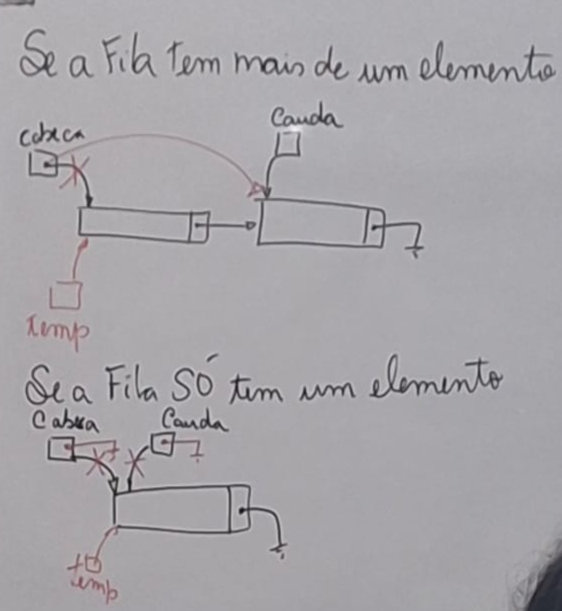 Se a Fila tem mais de um elemento
Cabeca
Cauda
temp
Se a Fila SÓ tem um elemento
Cabeca
Cauda
temp